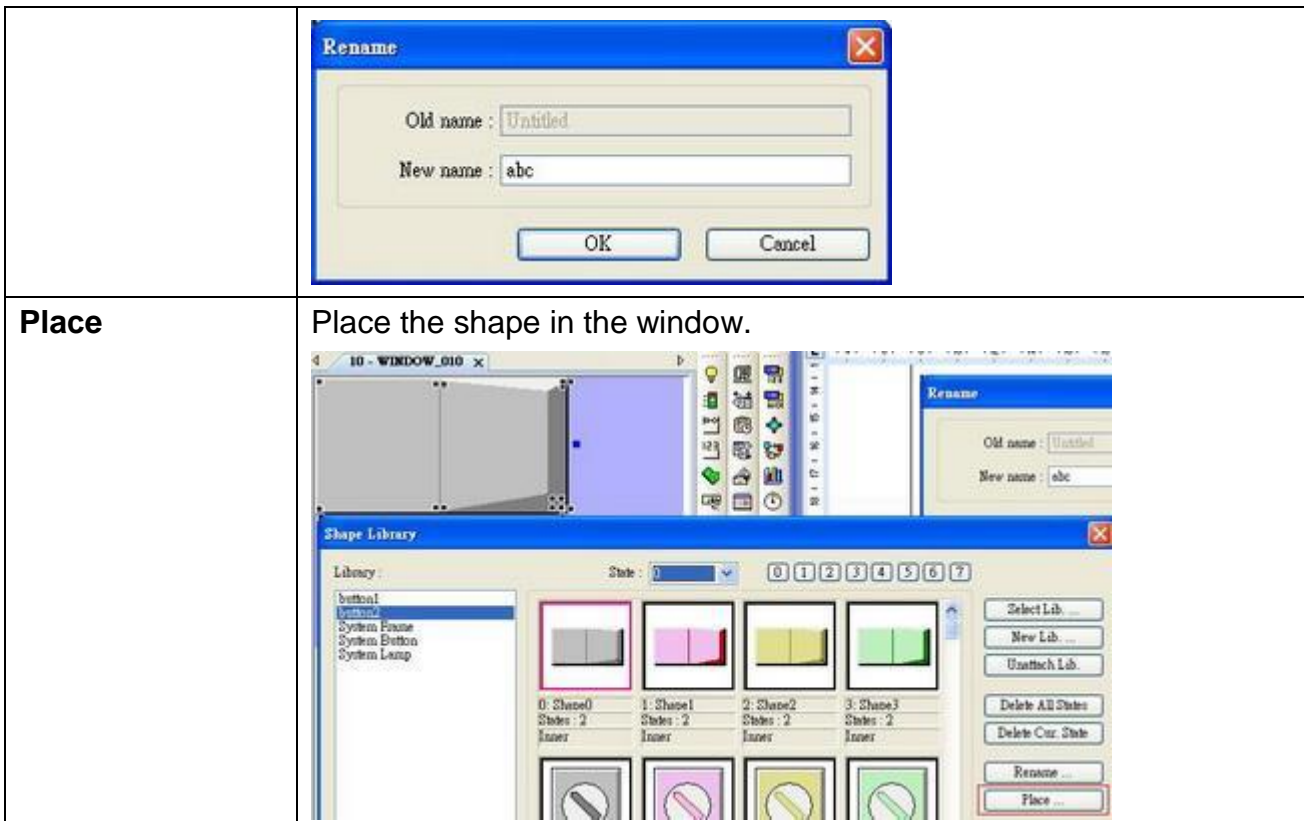 Rename
Old name : Untitled
New name : abc
OK Cancel
Place
Place the shape in the window.
10 - WINDOW_010 x
Rename
Old name : Untitled
New name : abc
Shape Library
Library :
State : 0
0 1 2 3 4 5 6 7
button1
button2
System Frame
System Button
System Lamp
Select Lib. ...
New Lib. ...
Unattach Lib.
0: Shape0 1: Shape1 2: Shape2 3: Shape3
States : 2 States : 2 States : 2 States : 2
Inner Inner Inner Inner
Delete All States
Delete Cur. State
Rename ...
Place ...